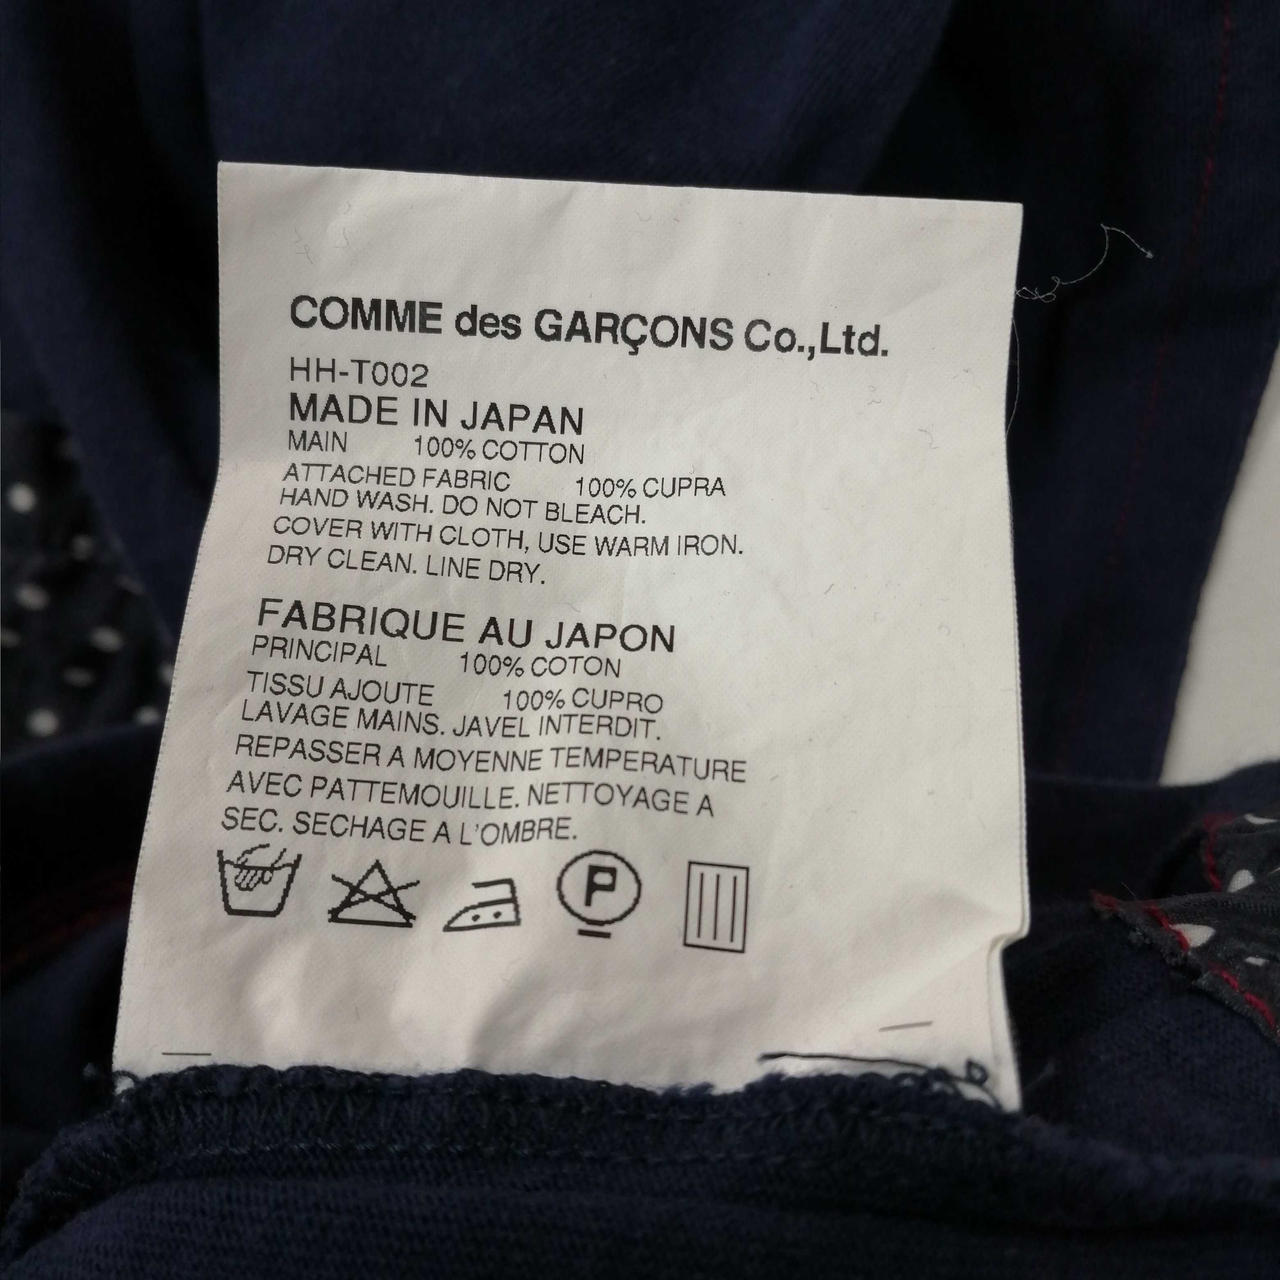 COMME des GARÇONS Co.,Ltd.
HH-T002
MADE IN JAPAN
MAIN 100% COTTON
ATTACHED FABRIC 100% CUPRA
HAND WASH. DO NOT BLEACH.
COVER WITH CLOTH, USE WARM IRON.
DRY CLEAN. LINE DRY.
FABRIQUE AU JAPON
PRINCIPAL 100% COTON
TISSU AJOUTE 100% CUPRO
LAVAGE MAINS. JAVEL INTERDIT.
REPASSER A MOYENNE TEMPERATURE
AVEC PATTEMOUILLE. NETTOYAGE A
SEC. SECHAGE A L'OMBRE.
P